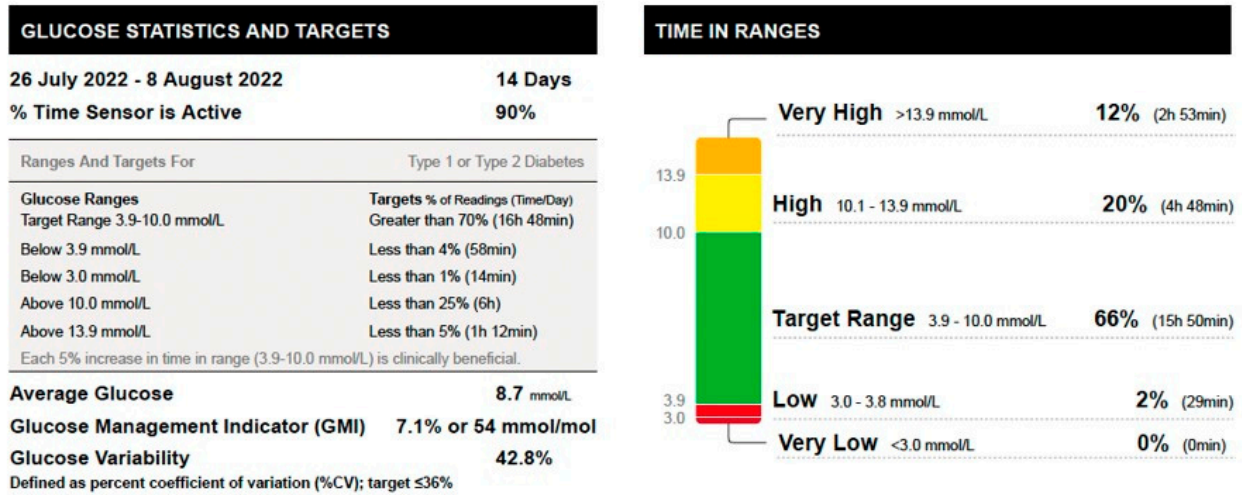 GLUCOSE STATISTICS AND TARGETS
26 July 2022 - 8 August 2022 14 Days
% Time Sensor is Active 90%
Ranges And Targets For Type 1 or Type 2 Diabetes
Glucose Ranges Targets % of Readings (Time/Day)
Target Range 3.9-10.0 mmol/L Greater than 70% (16h 48min)
Below 3.9 mmol/L Less than 4% (58min)
Below 3.0 mmol/L Less than 1% (14min)
Above 10.0 mmol/L Less than 25% (6h)
Above 13.9 mmol/L Less than 5% (1h 12min)
Each 5% increase in time in range (3.9-10.0 mmol/L) is clinically beneficial.
Average Glucose 8.7 mmol/L
Glucose Management Indicator (GMI) 7.1% or 54 mmol/mol
Glucose Variability 42.8%
Defined as percent coefficient of variation (%CV); target ≤36%
TIME IN RANGES
Very High >13.9 mmol/L 12% (2h 53min)
13.9
High 10.1 - 13.9 mmol/L 20% (4h 48min)
10.0
Target Range 3.9 - 10.0 mmol/L 66% (15h 50min)
3.9
Low 3.0 - 3.8 mmol/L 2% (29min)
3.0
Very Low <3.0 mmol/L 0% (0min)